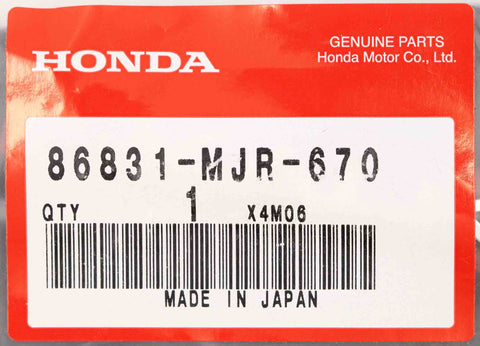 GENUINE PARTS
HONDA Honda Motor Co., Ltd.
86831-MJR-670
QTY 1 X4M06
MADE IN JAPAN